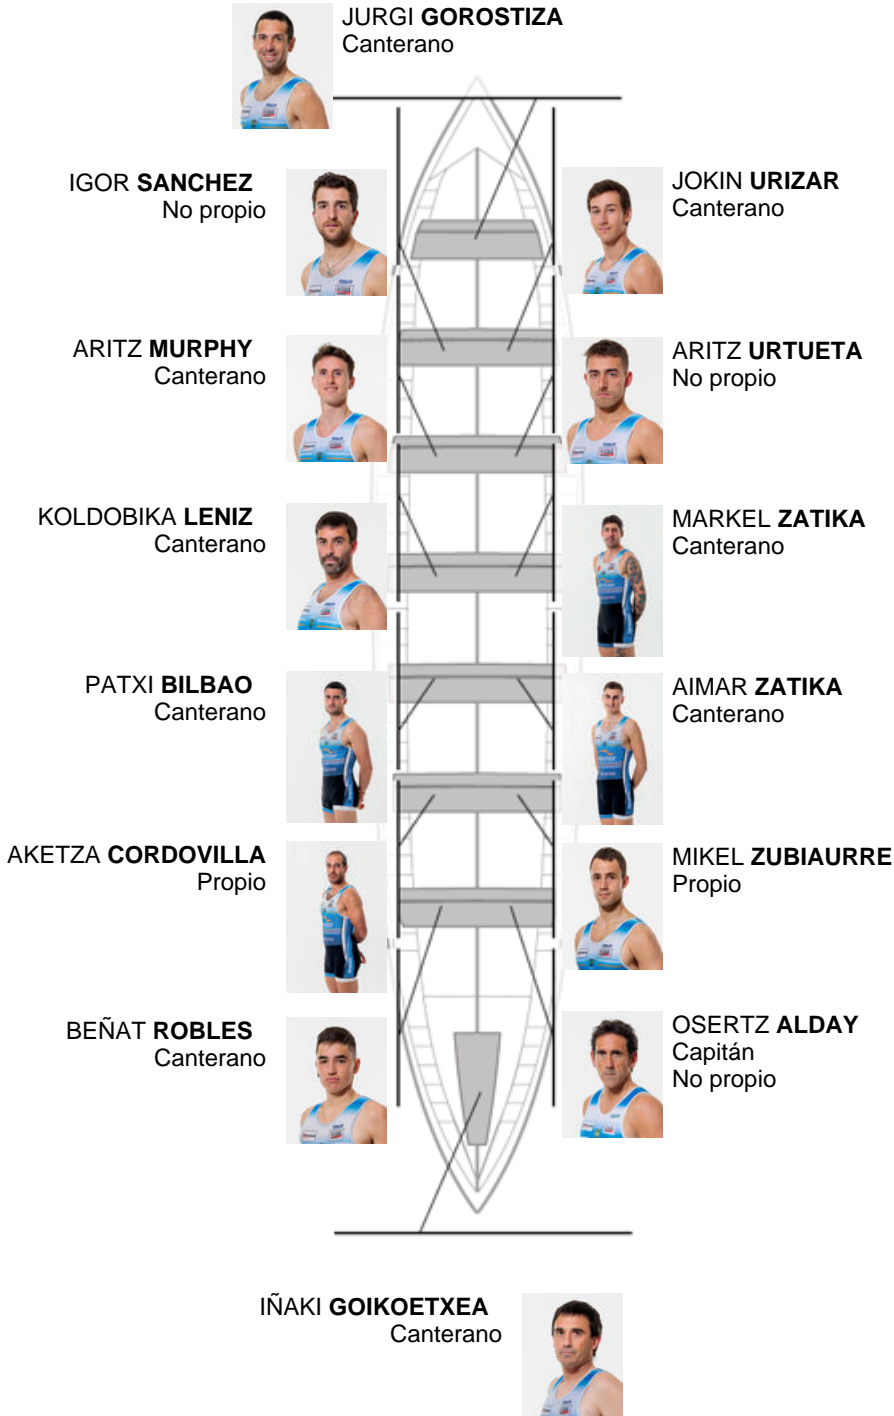 JURGI GOROSTIZA
Canterano
IGOR SANCHEZ
No propio
JOKIN URIZAR
Canterano
ARITZ MURPHY
Canterano
ARITZ URTUETA
No propio
KOLDOBIKA LENIZ
Canterano
MARKEL ZATIKA
Canterano
PATXI BILBAO
Canterano
AIMAR ZATIKA
Canterano
AKETZA CORDOVILLA
Propio
MIKEL ZUBIAURRE
Propio
BEÑAT ROBLES
Canterano
OSERTZ ALDAY
Capitán
No propio
IÑAKI GOIKOETXEA
Canterano